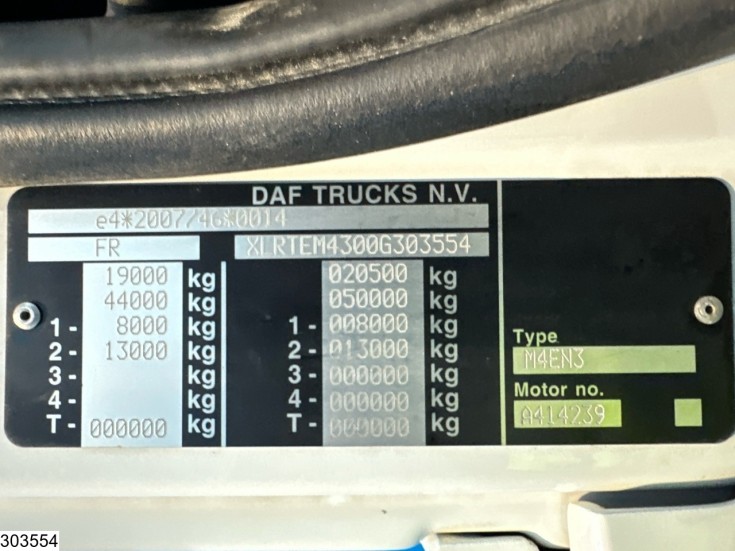 DAF TRUCKS N.V.
e4*2007/46*0014
FR XLRTEM4300G303554
19000 kg 020500 kg
44000 kg 050000 kg
1- 8000 kg 1- 008000 kg
2- 13000 kg 2- 013000 kg
3- kg 3- 000000 kg
4- kg 4- 000000 kg
T- 000000 kg T- 000000 kg
Type
M4EN3
Motor no.
A414239
303554